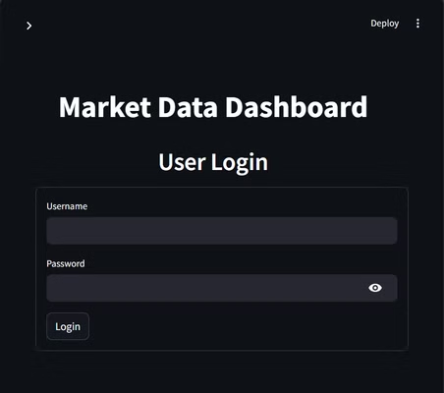 Deploy
Market Data Dashboard
User Login
Username
Password
Login